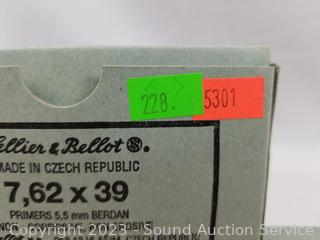 228.
5301
ellier & Bellot ®.
MADE IN CZECH REPUBLIC
7,62 x 39
PRIMERS 5,5 mm BERDAN
Copyright 2023 - Sound Auction Service